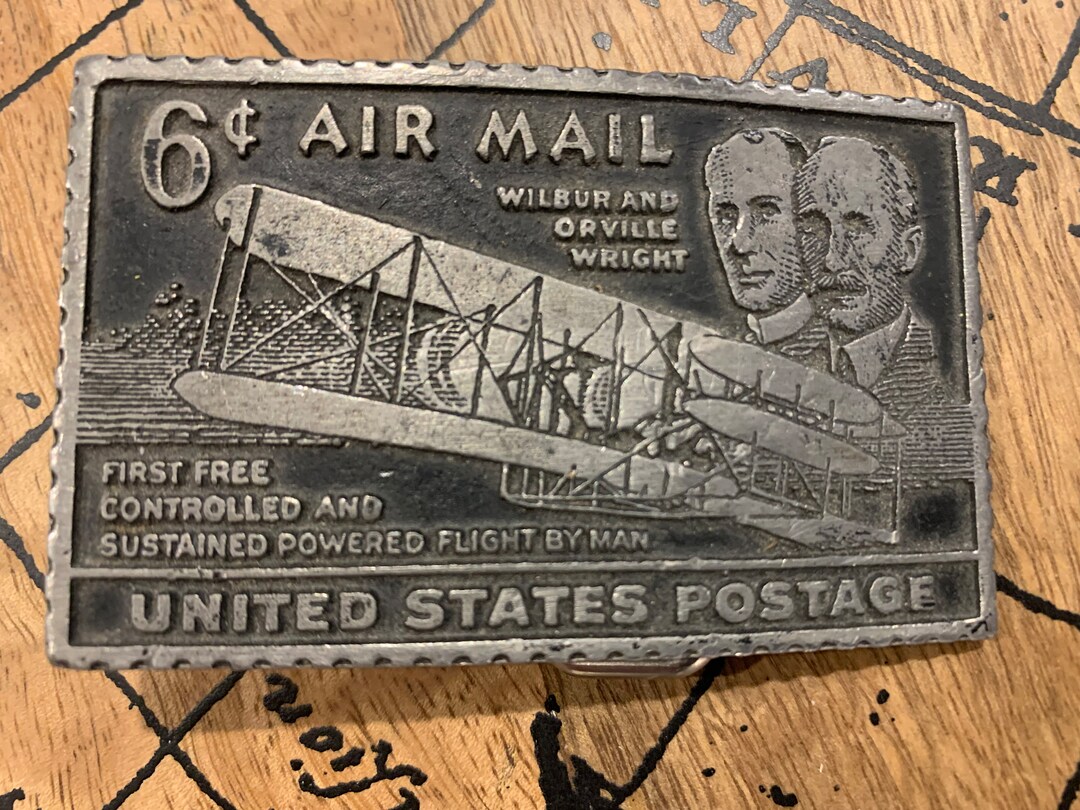 6¢ AIR MAIL
WILBUR AND
ORVILLE
WRIGHT
FIRST FREE
CONTROLLED AND
SUSTAINED POWERED FLIGHT BY MAN
UNITED STATES POSTAGE